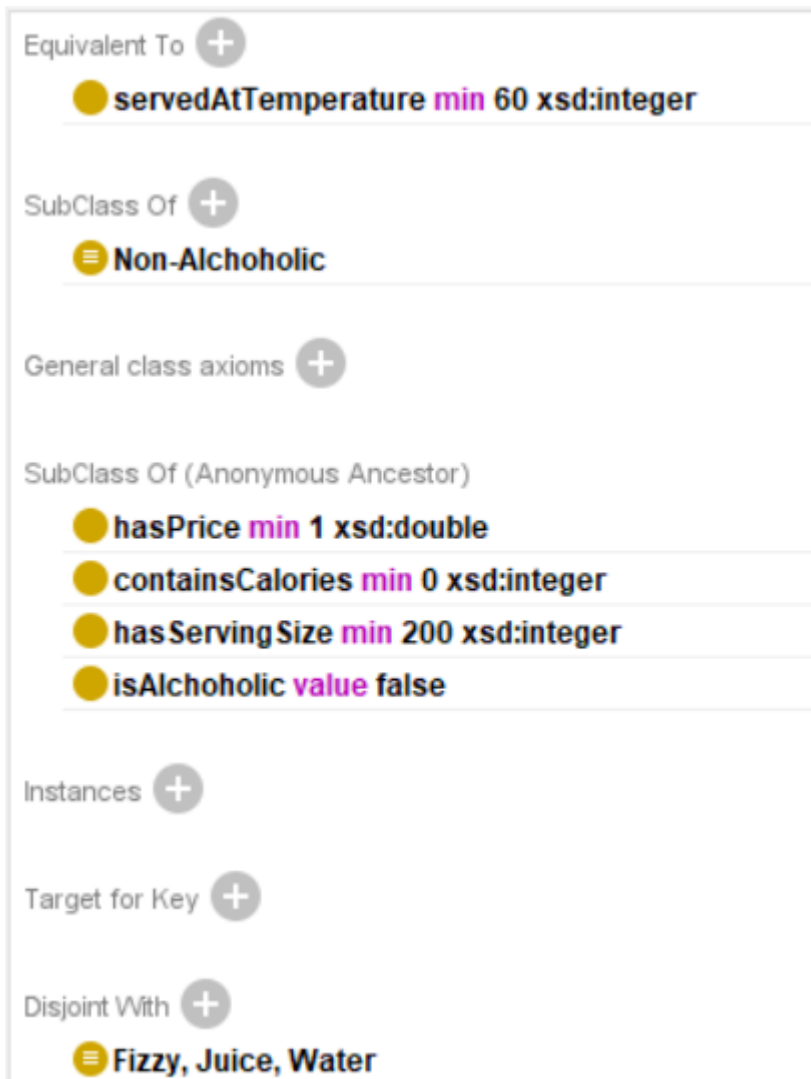 Equivalent To
servedAtTemperature min 60 xsd:integer
SubClass Of
Non-Alchoholic
General class axioms
SubClass Of (Anonymous Ancestor)
hasPrice min 1 xsd:double
containsCalories min 0 xsd:integer
hasServingSize min 200 xsd:integer
isAlchoholic value false
Instances
Target for Key
Disjoint With
Fizzy, Juice, Water